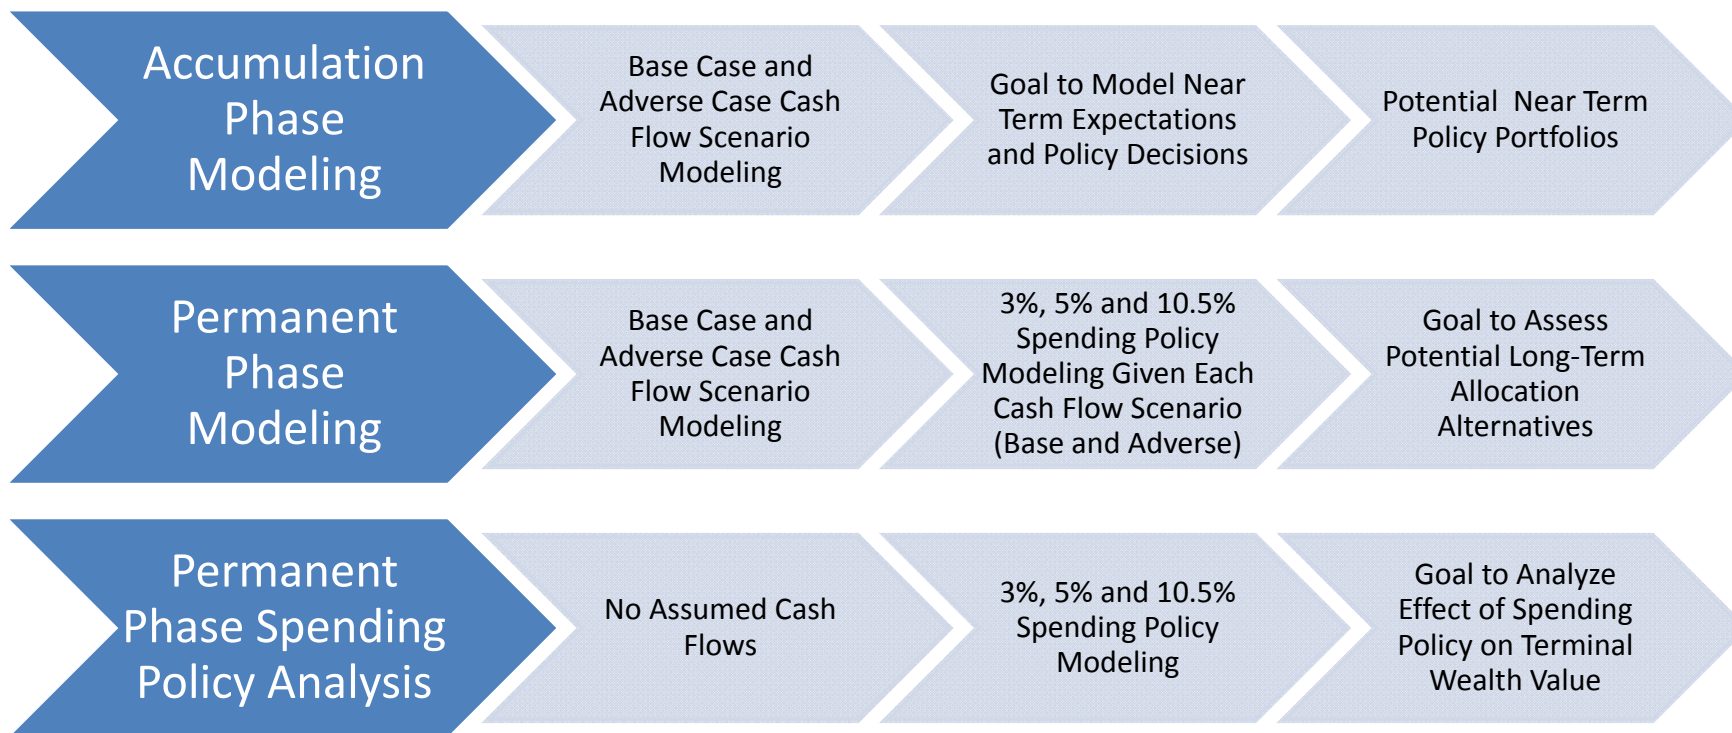 Accumulation
Phase
Modeling
Base Case and
Adverse Case Cash
Flow Scenario
Modeling
Goal to Model Near
Term Expectations
and Policy Decisions
Potential  Near Term
Policy Portfolios
Permanent
Phase
Modeling
Base Case and
Adverse Case Cash
Flow Scenario
Modeling
3%, 5% and 10.5%
Spending Policy
Modeling Given Each
Cash Flow Scenario
(Base and Adverse)
Goal to Assess
Potential Long-Term
Allocation
Alternatives
Permanent
Phase Spending
Policy Analysis
No Assumed Cash
Flows
3%, 5% and 10.5%
Spending Policy
Modeling
Goal to Analyze
Effect of Spending
Policy on Terminal
Wealth Value